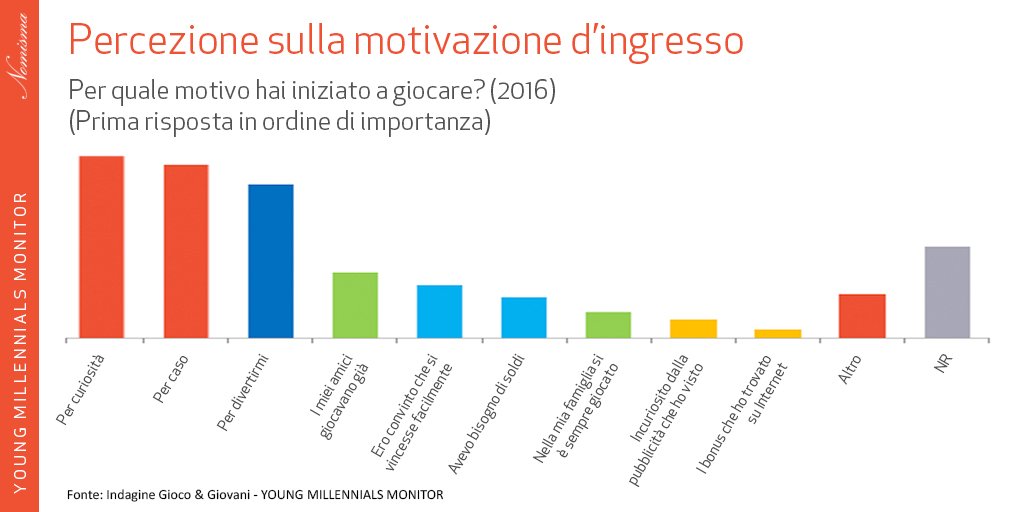 Nomisma
YOUNG MILLENNIALS MONITOR
Percezione sulla motivazione d'ingresso
Per quale motivo hai iniziato a giocare? (2016)
(Prima risposta in ordine di importanza)
Per curiosità
Per caso
Per divertirmi
I miei amici
giocavano già
Ero convinto che si
vincesse facilmente
Avevo bisogno di soldi
Nella mia famiglia si
è sempre giocato
Incuriosito dalla
pubblicità che ho visto
I bonus che ho trovato
su Internet
Altro
NR
Fonte: Indagine Gioco & Giovani - YOUNG MILLENNIALS MONITOR